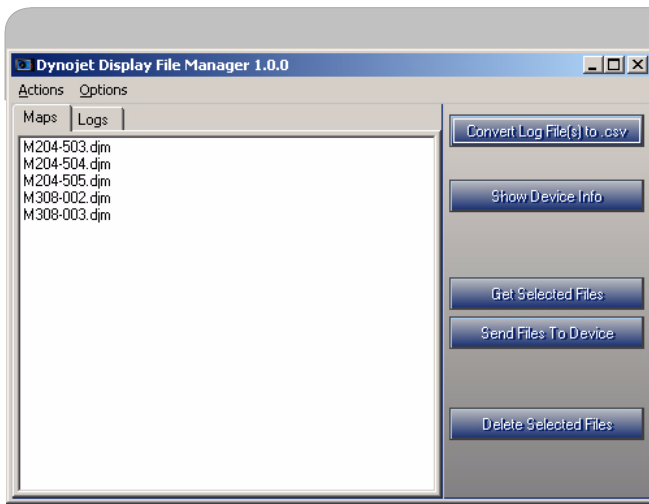 Dynojet Display File Manager 1.0.0
Actions Options
Maps Logs
M204-503.djm
M204-504.djm
M204-505.djm
M308-002.djm
M308-003.djm
Convert Log File(s) to .csv
Show Device Info
Get Selected Files
Send Files To Device
Delete Selected Files